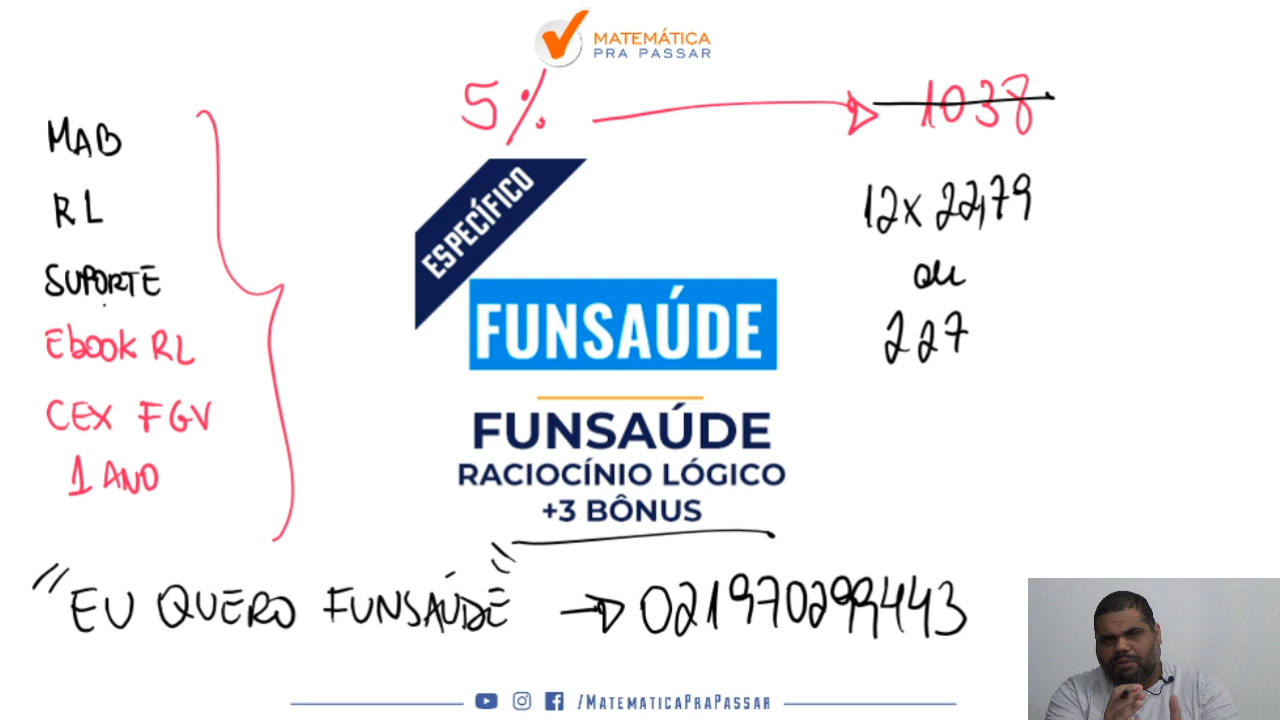 MATEMÁTICA
PRA PASSAR
5%
1038
MAB
RL
SUPORTE
Ebook RL
CEX FGV
1 ANO
ESPECÍFICO
FUNSAÚDE
FUNSAÚDE
RACIOCÍNIO LÓGICO
+3 BÔNUS
12x 22,79
ou
227
"EU QUERO FUNSAÚDE" → 021970299443
/MATEMATICAPRAPASSAR